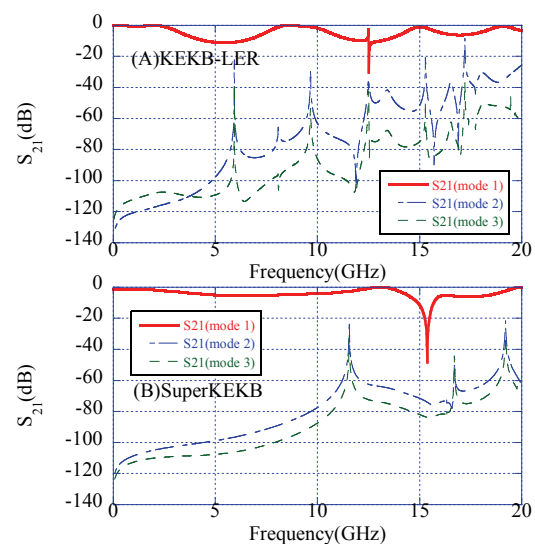 0
-20
-40
-60
-80
-100
-120
-140
S21(dB)
(A)KEKB-LER
S21(mode 1)
S21(mode 2)
S21(mode 3)
0 5 10 15 20
Frequency(GHz)
0
-20
-40
-60
-80
-100
-120
-140
S21(dB)
S21(mode 1)
S21(mode 2)
S21(mode 3)
(B)SuperKEKB
0 5 10 15 20
Frequency(GHz)